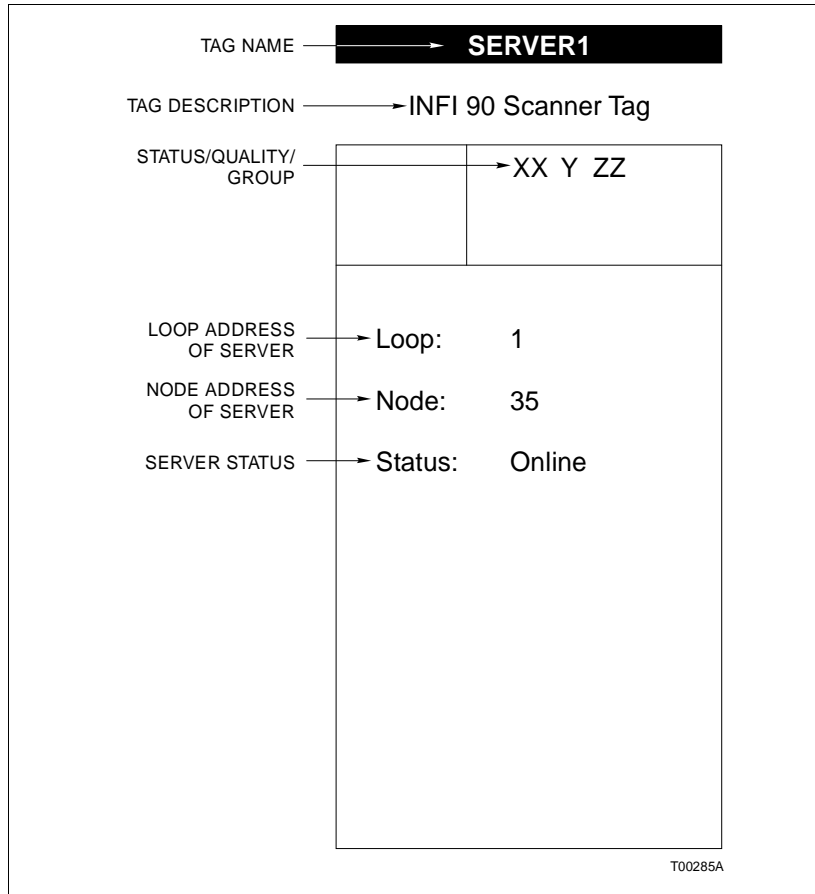 TAG NAME SERVER1
TAG DESCRIPTION INFI 90 Scanner Tag
STATUS/QUALITY/
GROUP
XX Y ZZ
LOOP ADDRESS
OF SERVER
Loop: 1
NODE ADDRESS
OF SERVER
Node: 35
SERVER STATUS Status: Online
T00285A